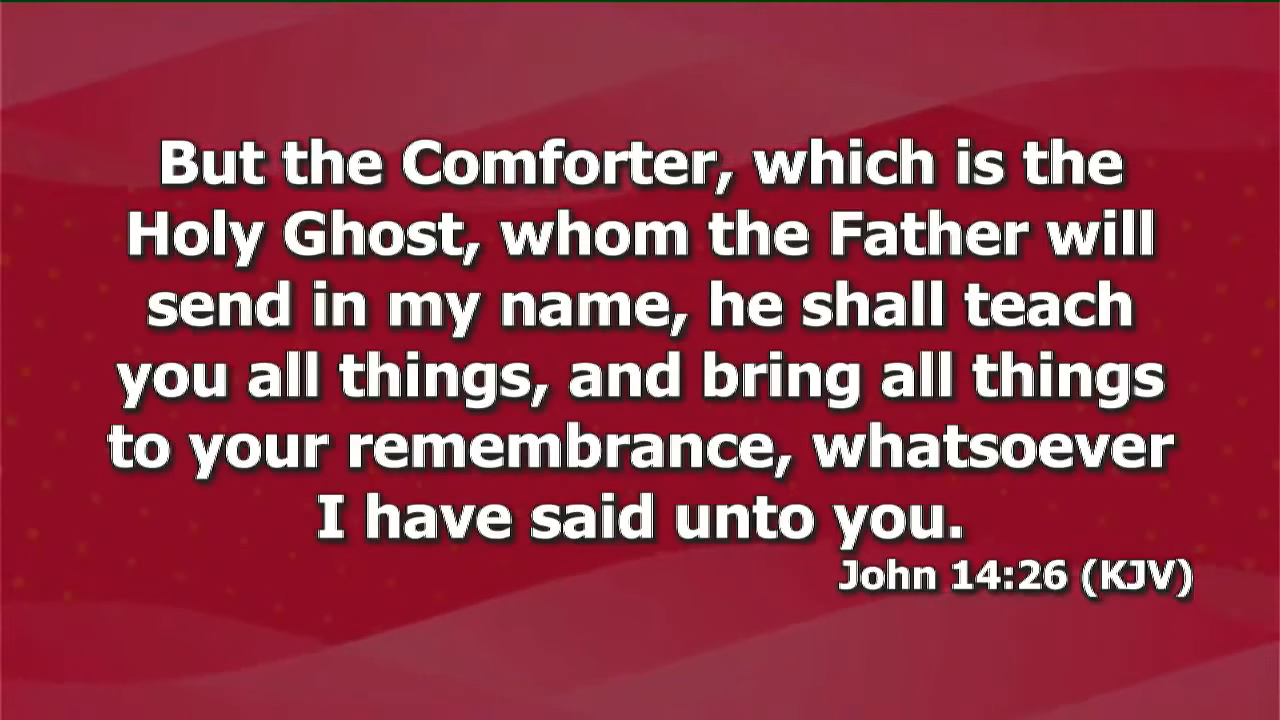 But the Comforter, which is the
Holy Ghost, whom the Father will
send in my name, he shall teach
you all things, and bring all things
to your remembrance, whatsoever
I have said unto you.
John 14:26 (KJV)